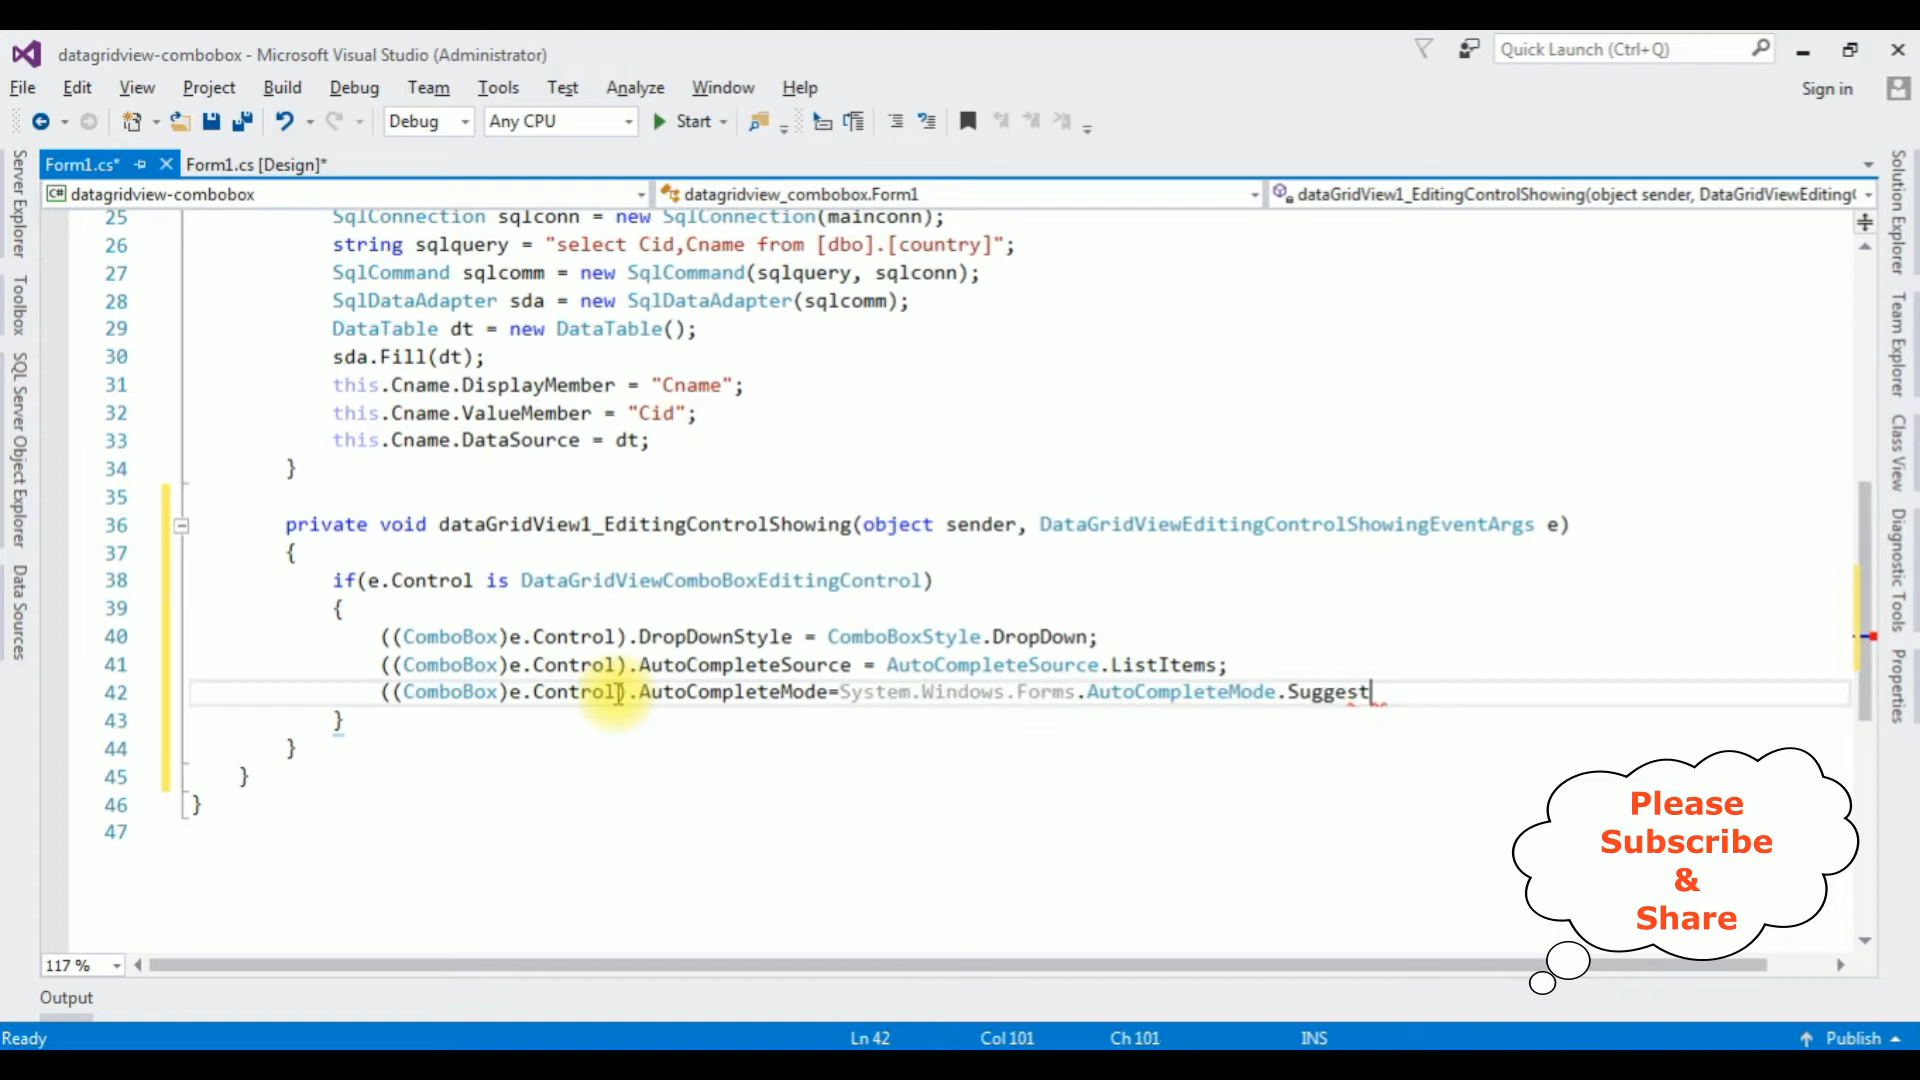 datagridview-combobox - Microsoft Visual Studio (Administrator)
Quick Launch (Ctrl+Q)
File Edit View Project Build Debug Team Tools Test Analyze Window Help
Sign in
Debug Any CPU Start
Form1.cs* Form1.cs [Design]*
C# datagridview-combobox datagridview_combobox.Form1 dataGridView1_EditingControlShowing(object sender, DataGridViewEditing
Server Explorer
Toolbox
SQL Server Object Explorer
Data Sources
25 SqlConnection sqlconn = new SqlConnection(mainconn);
26 string sqlquery = "select Cid,Cname from [dbo].[country]";
27 SqlCommand sqlcomm = new SqlCommand(sqlquery, sqlconn);
28 SqlDataAdapter sda = new SqlDataAdapter(sqlcomm);
29 DataTable dt = new DataTable();
30 sda.Fill(dt);
31 this.Cname.DisplayMember = "Cname";
32 this.Cname.ValueMember = "Cid";
33 this.Cname.DataSource = dt;
34 }
35
36 private void dataGridView1_EditingControlShowing(object sender, DataGridViewEditingControlShowingEventArgs e)
37 {
38 if(e.Control is DataGridViewComboBoxEditingControl)
39 {
40 ((ComboBox)e.Control).DropDownStyle = ComboBoxStyle.DropDown;
41 ((ComboBox)e.Control).AutoCompleteSource = AutoCompleteSource.ListItems;
42 ((ComboBox)e.Control).AutoCompleteMode=System.Windows.Forms.AutoCompleteMode.Suggest
43 }
44 }
45 }
46 }
47
Solution Explorer
Team Explorer
Class View
Diagnostic Tools
Properties
Please
Subscribe
&
Share
117 %
Output
Ready Ln 42 Col 101 Ch 101 INS Publish